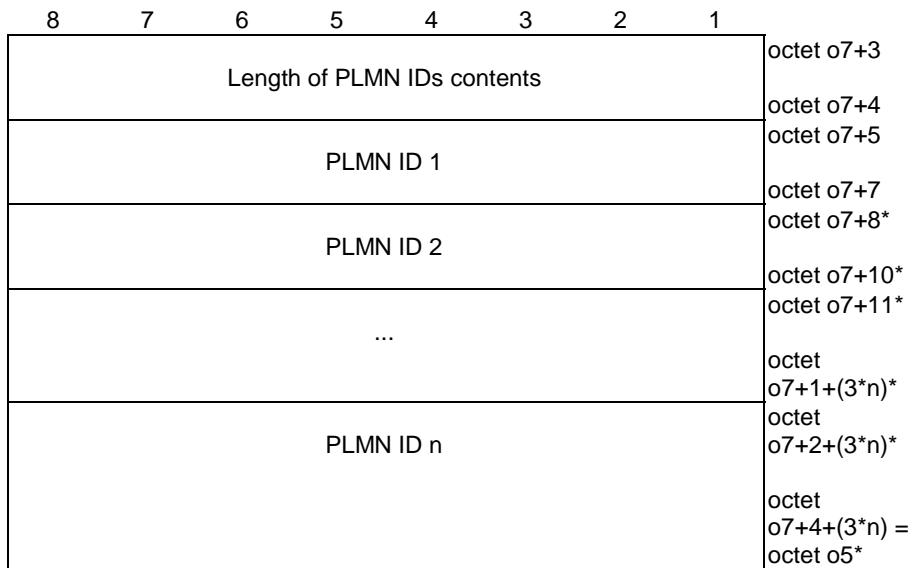 8 7 6 5 4 3 2 1
octet o7+3
Length of PLMN IDs contents
octet o7+4
octet o7+5
PLMN ID 1
octet o7+7
octet o7+8*
PLMN ID 2
octet o7+10*
octet o7+11*
...
octet
o7+1+(3*n)*
octet
PLMN ID n
o7+2+(3*n)*
octet
o7+4+(3*n) =
octet o5*